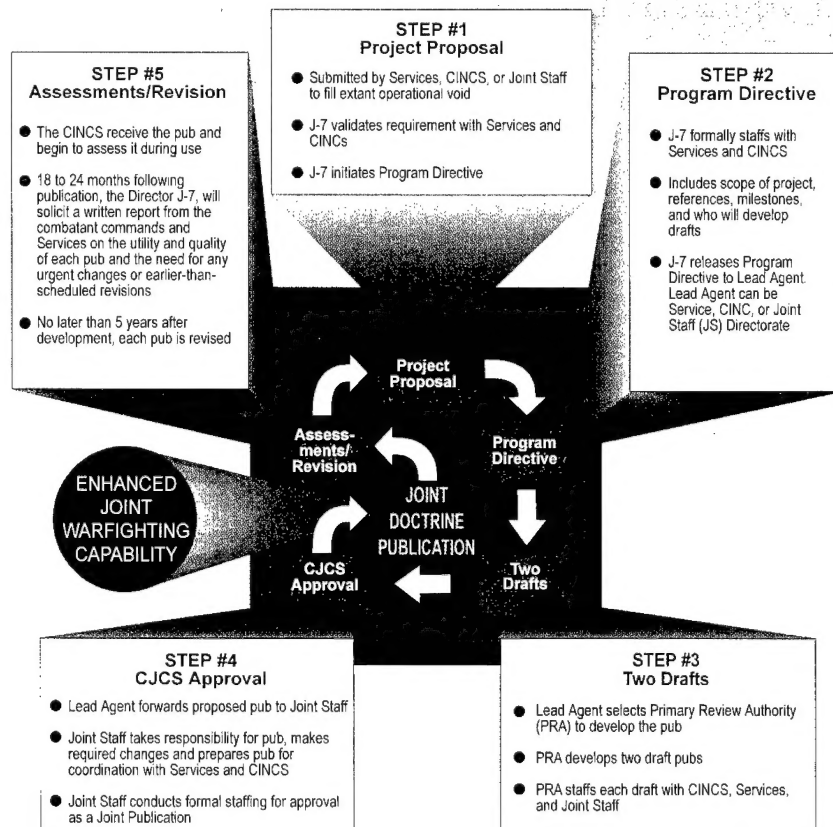 STEP #1
Project Proposal
● Submitted by Services, CINCS, or Joint Staff
to fill extant operational void
● J-7 validates requirement with Services and
CINCs
● J-7 initiates Program Directive
STEP #5
Assessments/Revision
● The CINCS receive the pub and
begin to assess it during use
● 18 to 24 months following
publication, the Director J-7, will
solicit a written report from the
combatant commands and
Services on the utility and quality
of each pub and the need for any
urgent changes or earlier-than-
scheduled revisions
● No later than 5 years after
development, each pub is revised
STEP #2
Program Directive
● J-7 formally staffs with
Services and CINCS
● Includes scope of project,
references, milestones,
and who will develop
drafts
● J-7 releases Program
Directive to Lead Agent.
Lead Agent can be
Service, CINC, or Joint
Staff (JS) Directorate
Project
Proposal
Assess-
ments/
Revision
Program
Directive
JOINT
DOCTRINE
PUBLICATION
CJCS
Approval
Two
Drafts
ENHANCED
JOINT
WARFIGHTING
CAPABILITY
STEP #4
CJCS Approval
● Lead Agent forwards proposed pub to Joint Staff
● Joint Staff takes responsibility for pub, makes
required changes and prepares pub for
coordination with Services and CINCS
● Joint Staff conducts formal staffing for approval
as a Joint Publication
STEP #3
Two Drafts
● Lead Agent selects Primary Review Authority
(PRA) to develop the pub
● PRA develops two draft pubs
● PRA staffs each draft with CINCS, Services,
and Joint Staff